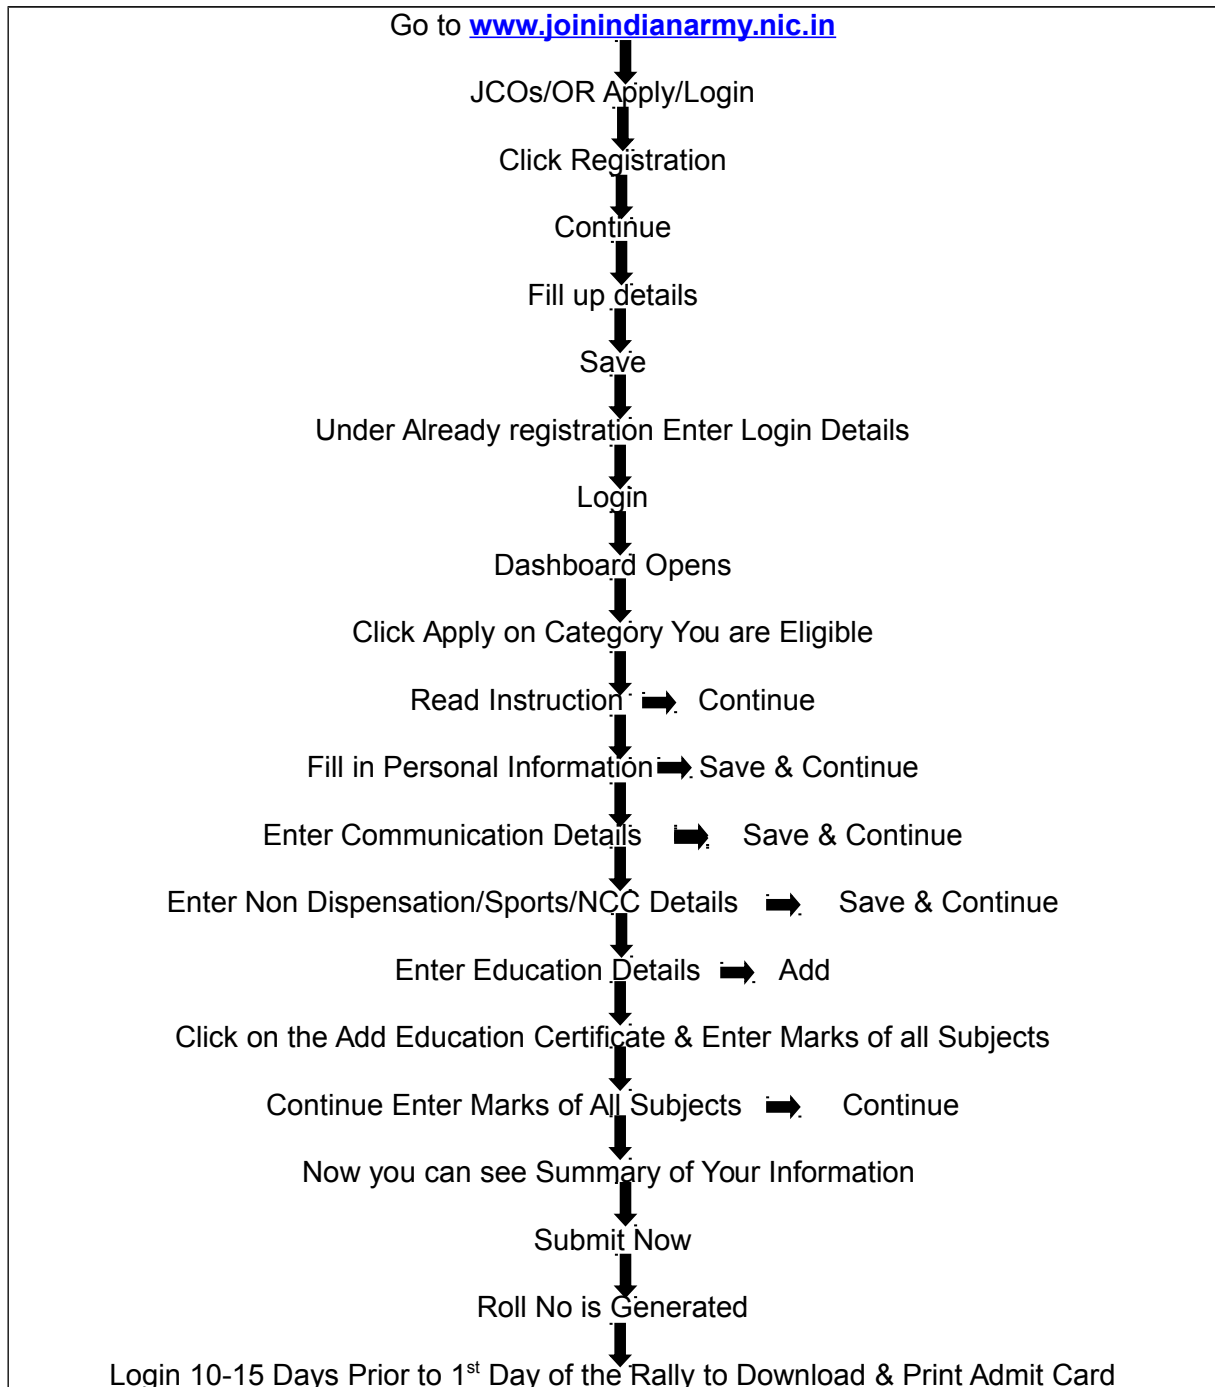 Go to www.joinindianarmy.nic.in
JCOs/OR Apply/Login
Click Registration
Continue
Fill up details
Save
Under Already registration Enter Login Details
Login
Dashboard Opens
Click Apply on Category You are Eligible
Read Instruction Continue
Fill in Personal Information Save & Continue
Enter Communication Details Save & Continue
Enter Non Dispensation/Sports/NCC Details Save & Continue
Enter Education Details Add
Click on the Add Education Certificate & Enter Marks of all Subjects
Continue Enter Marks of All Subjects Continue
Now you can see Summary of Your Information
Submit Now
Roll No is Generated
Login 10-15 Days Prior to 1st Day of the Rally to Download & Print Admit Card